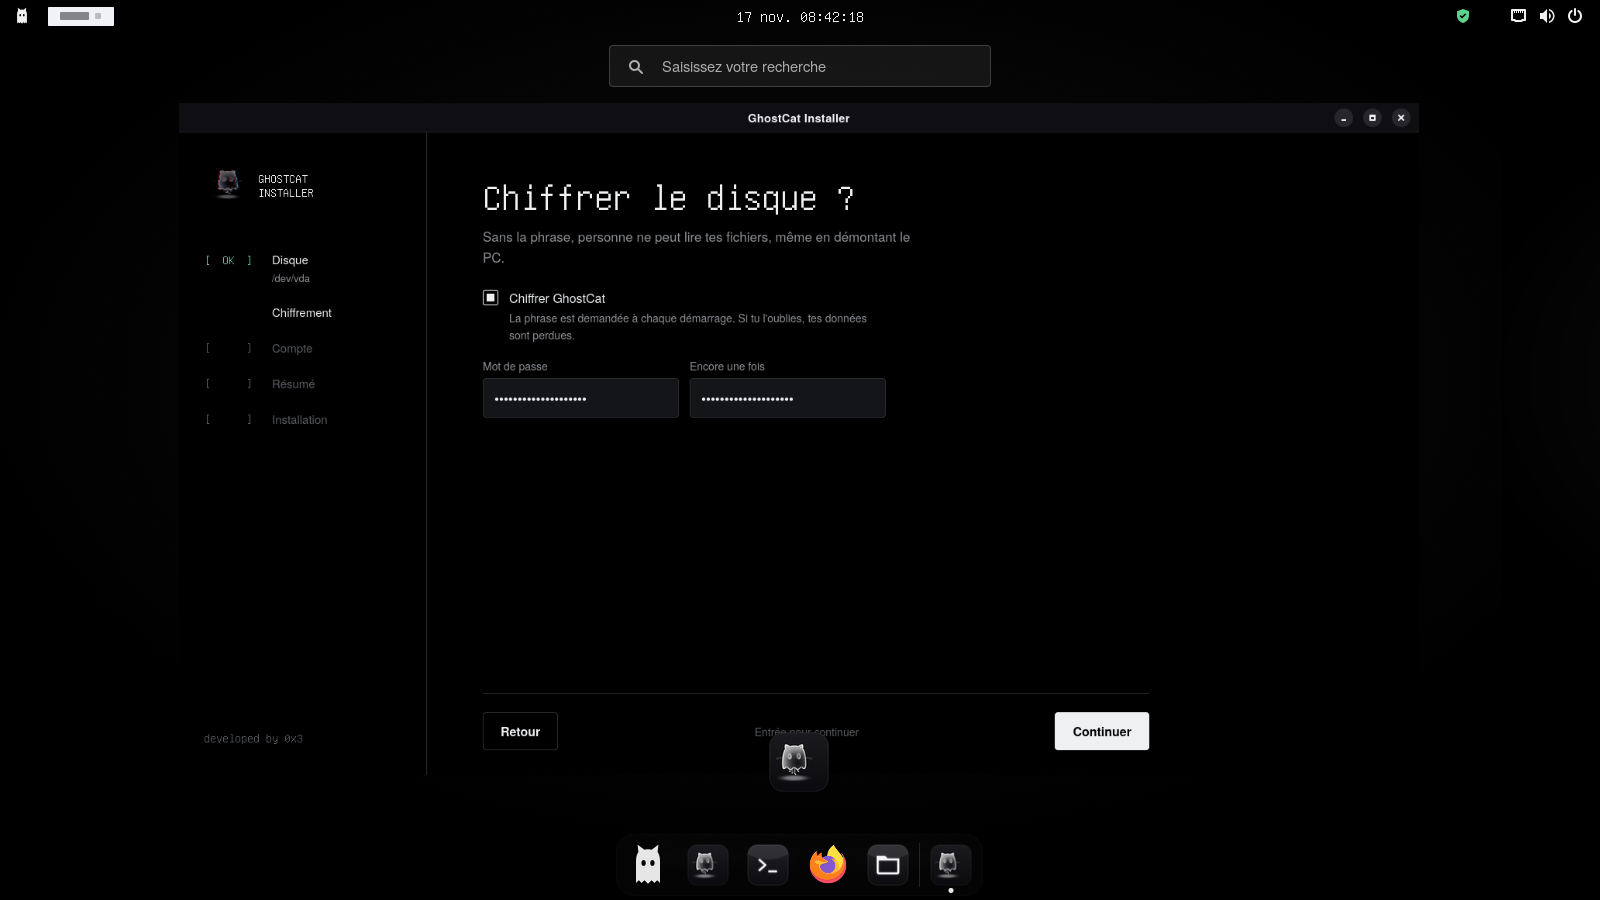 17 nov. 08:42:18
Saisissez votre recherche
GhostCat Installer
GHOSTCAT
INSTALLER
[ OK ] Disque
/dev/vda
Chiffrement
[ ] Compte
[ ] Résumé
[ ] Installation
developed by 0x3
Chiffrer le disque ?
Sans la phrase, personne ne peut lire tes fichiers, même en démontant le
PC.
Chiffrer GhostCat
La phrase est demandée à chaque démarrage. Si tu l'oublies, tes données
sont perdues.
Mot de passe
Encore une fois
•••••••••••••••••••• ••••••••••••••••••••
Retour
Entrée pour continuer
Continuer